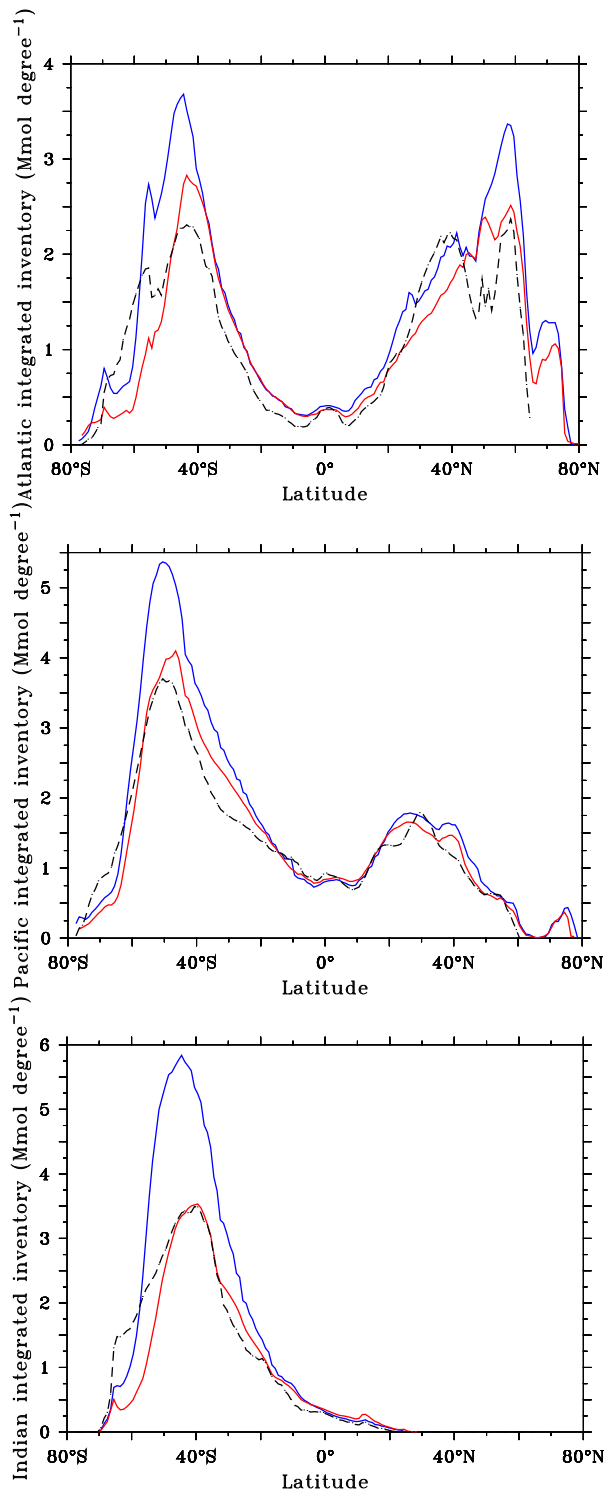 Atlantic integrated inventory (Mmol degree−1)
4
3
2
1
0
80°S 40°S 0° 40°N 80°N
Latitude
Pacific integrated inventory (Mmol degree−1)
5
4
3
2
1
0
80°S 40°S 0° 40°N 80°N
Latitude
Indian integrated inventory (Mmol degree−1)
6
5
4
3
2
1
0
80°S 40°S 0° 40°N 80°N
Latitude